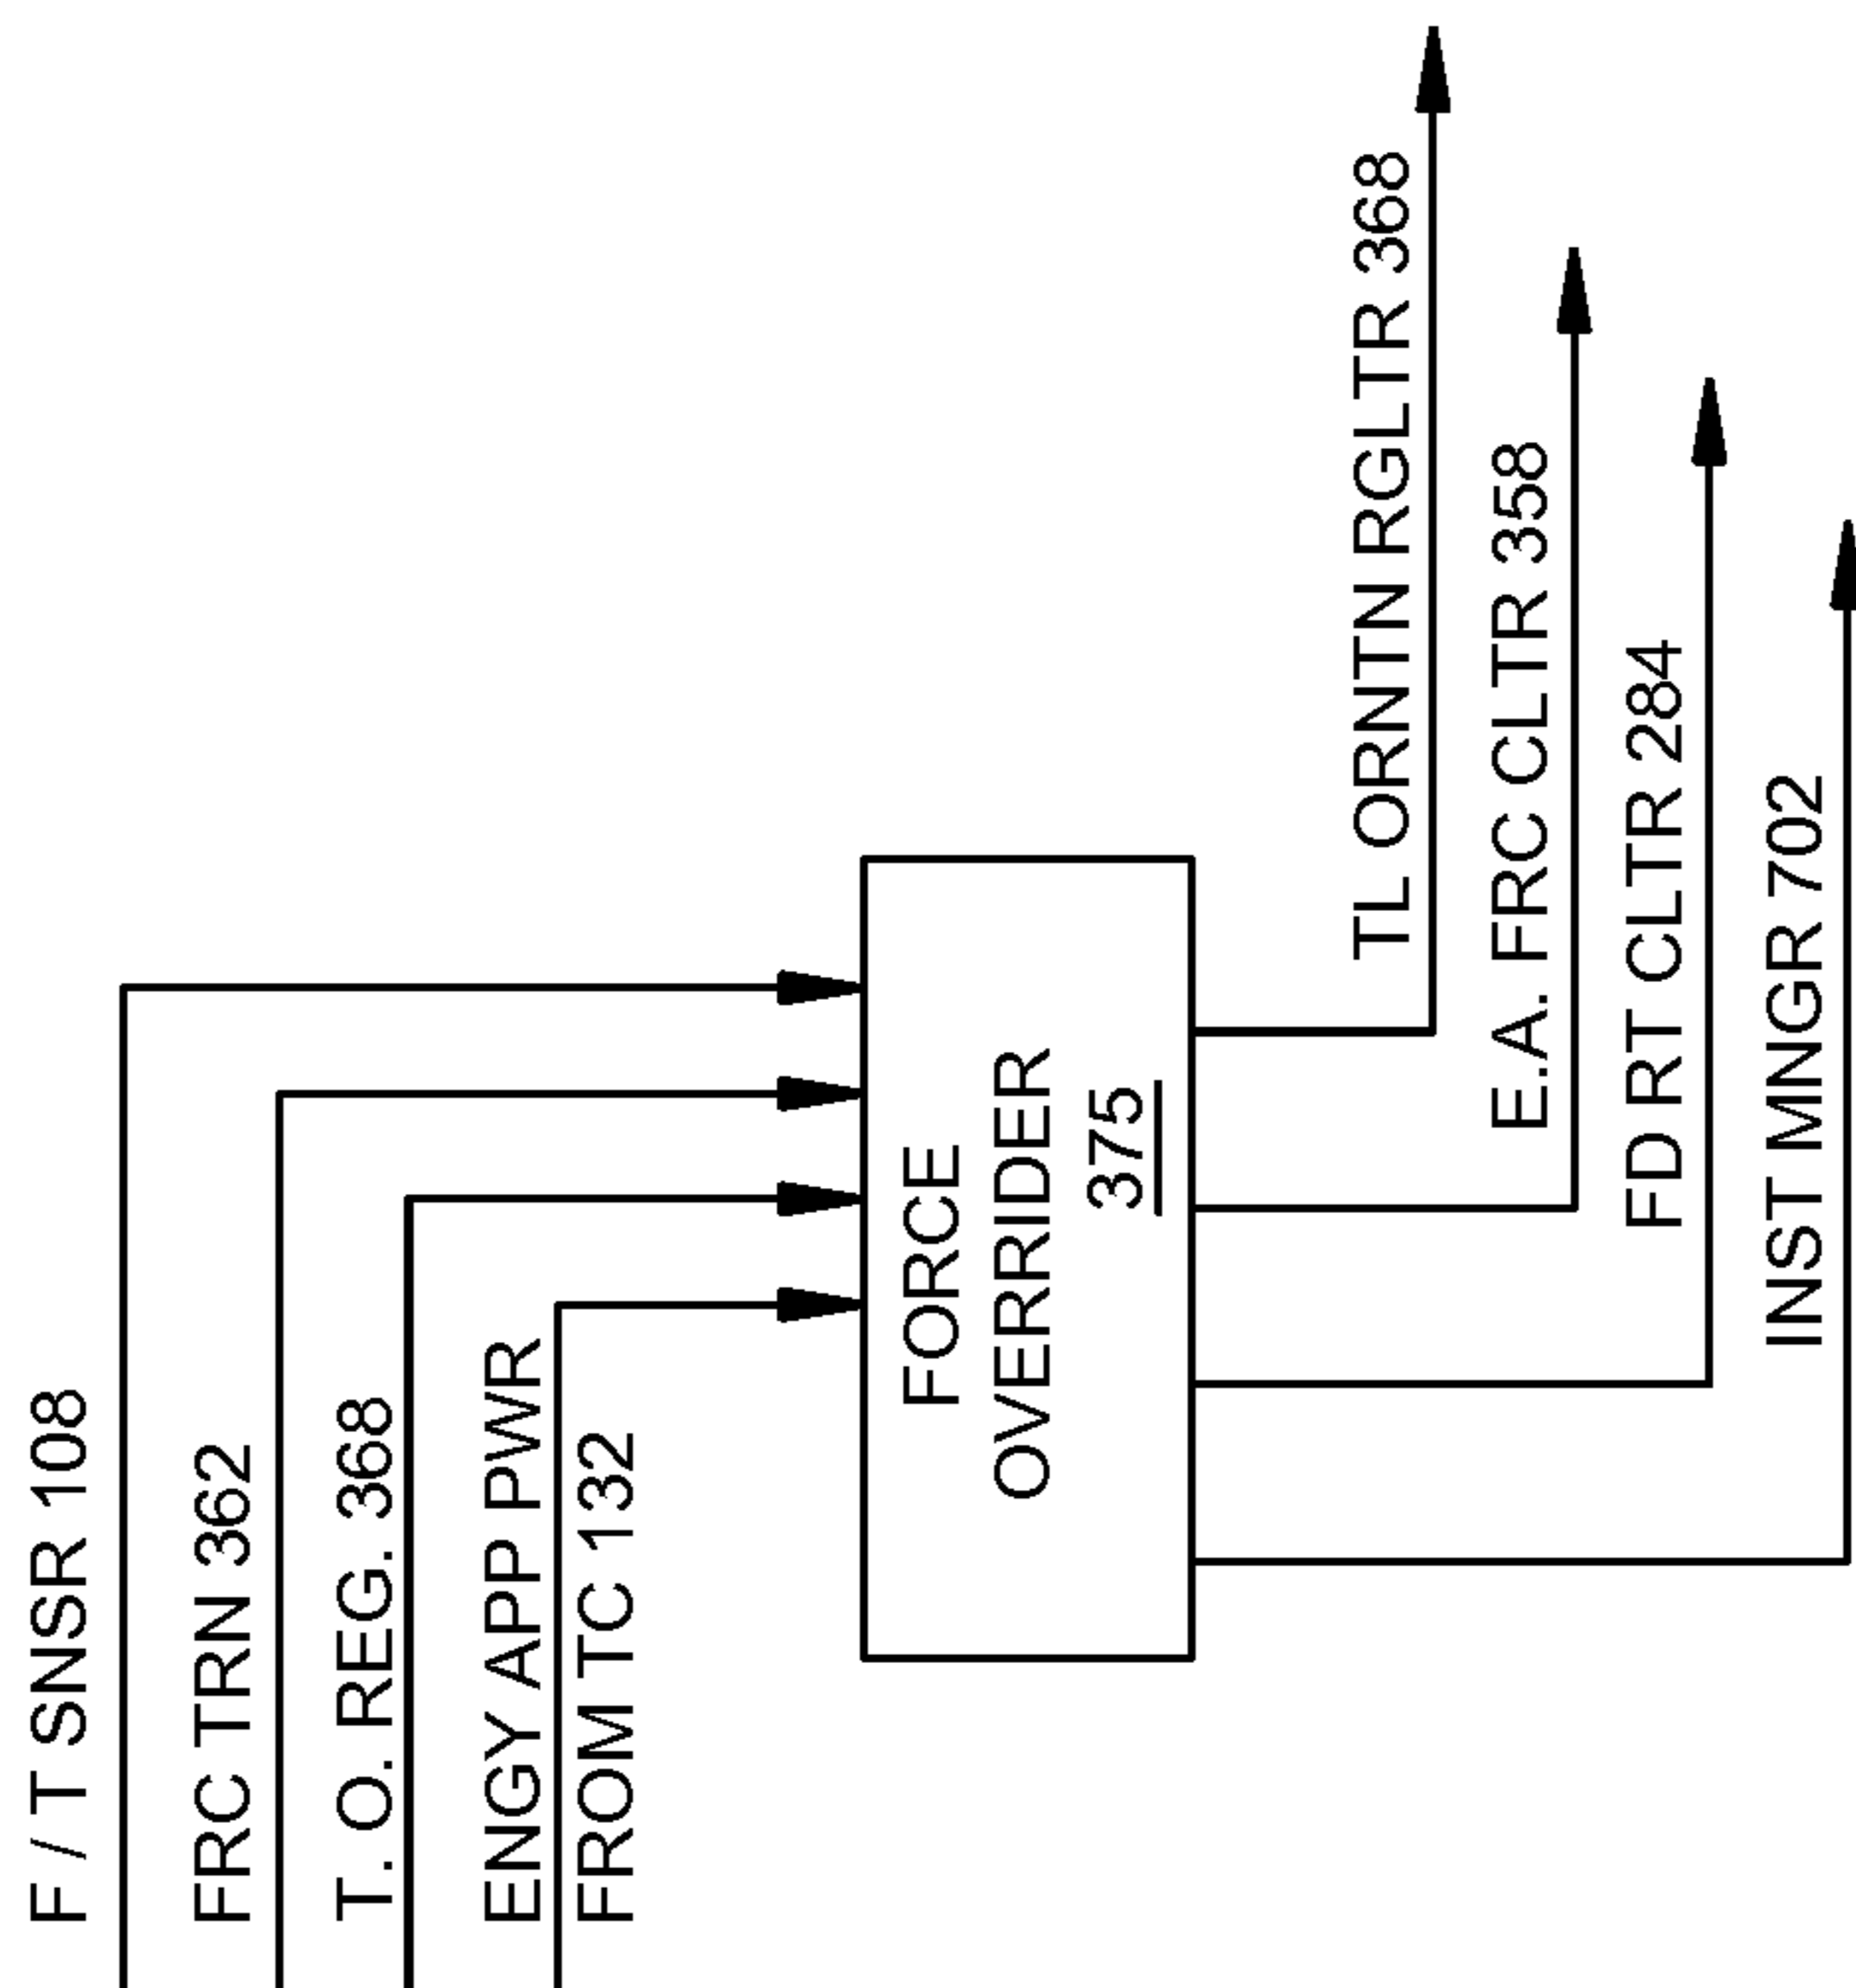 F / T SNSR 108
FRC TRN 362
T. O. REG. 368
ENGY APP PWR
FROM TC 132
FORCE
OVERRIDER
375
TL ORNTN RGLTR 368
E.A. FRC CLTR 358
FD RT CLTR 284
INST MNGR 702